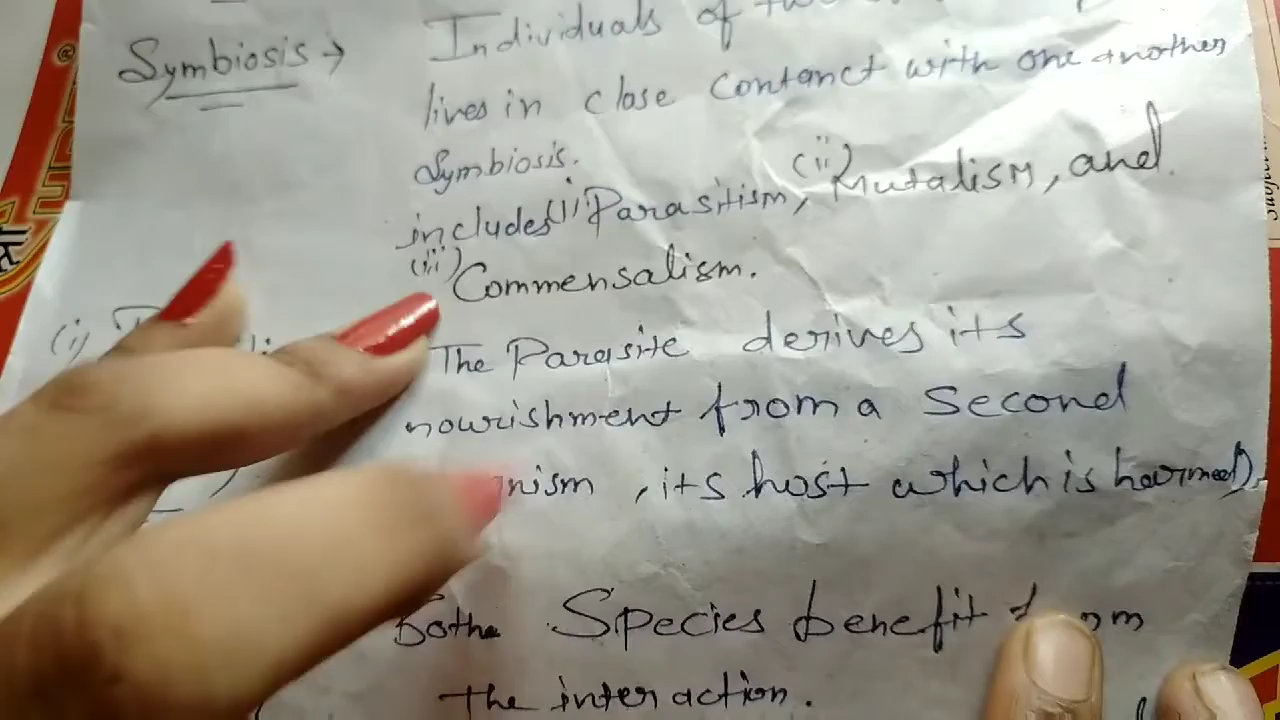 Symbiosis → Individuals of
lives in close contanct with one another
Symbiosis.
includes (i) Parasitism, (ii) Mutalism, and
(iii) Commensalism.
(i) The Parasite derives its
nourishment from a Second
nism, its host which is harmed),
Bothe Species benefit
the interaction.